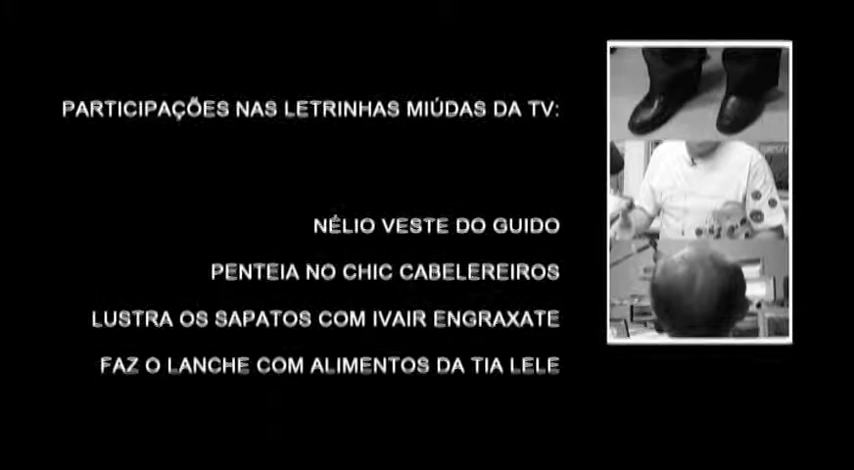 PARTICIPAÇÕES NAS LETRINHAS MIÚDAS DA TV:
NÉLIO VESTE DO GUIDO
PENTEIA NO CHIC CABELEREIROS
LUSTRA OS SAPATOS COM IVAIR ENGRAXATE
FAZ O LANCHE COM ALIMENTOS DA TIA LELE